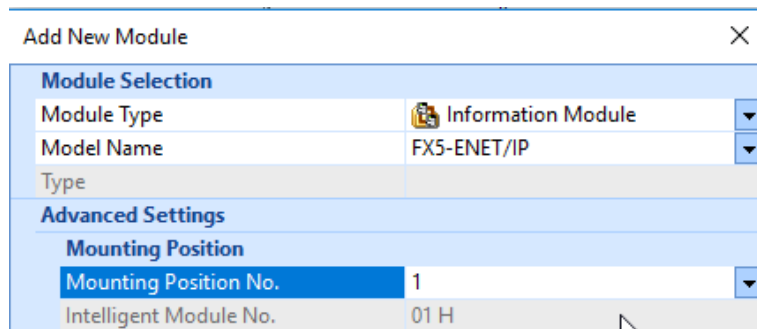 Add New Module
Module Selection
Module Type Information Module
Model Name FX5-ENET/IP
Type
Advanced Settings
Mounting Position
Mounting Position No. 1
Intelligent Module No. 01 H